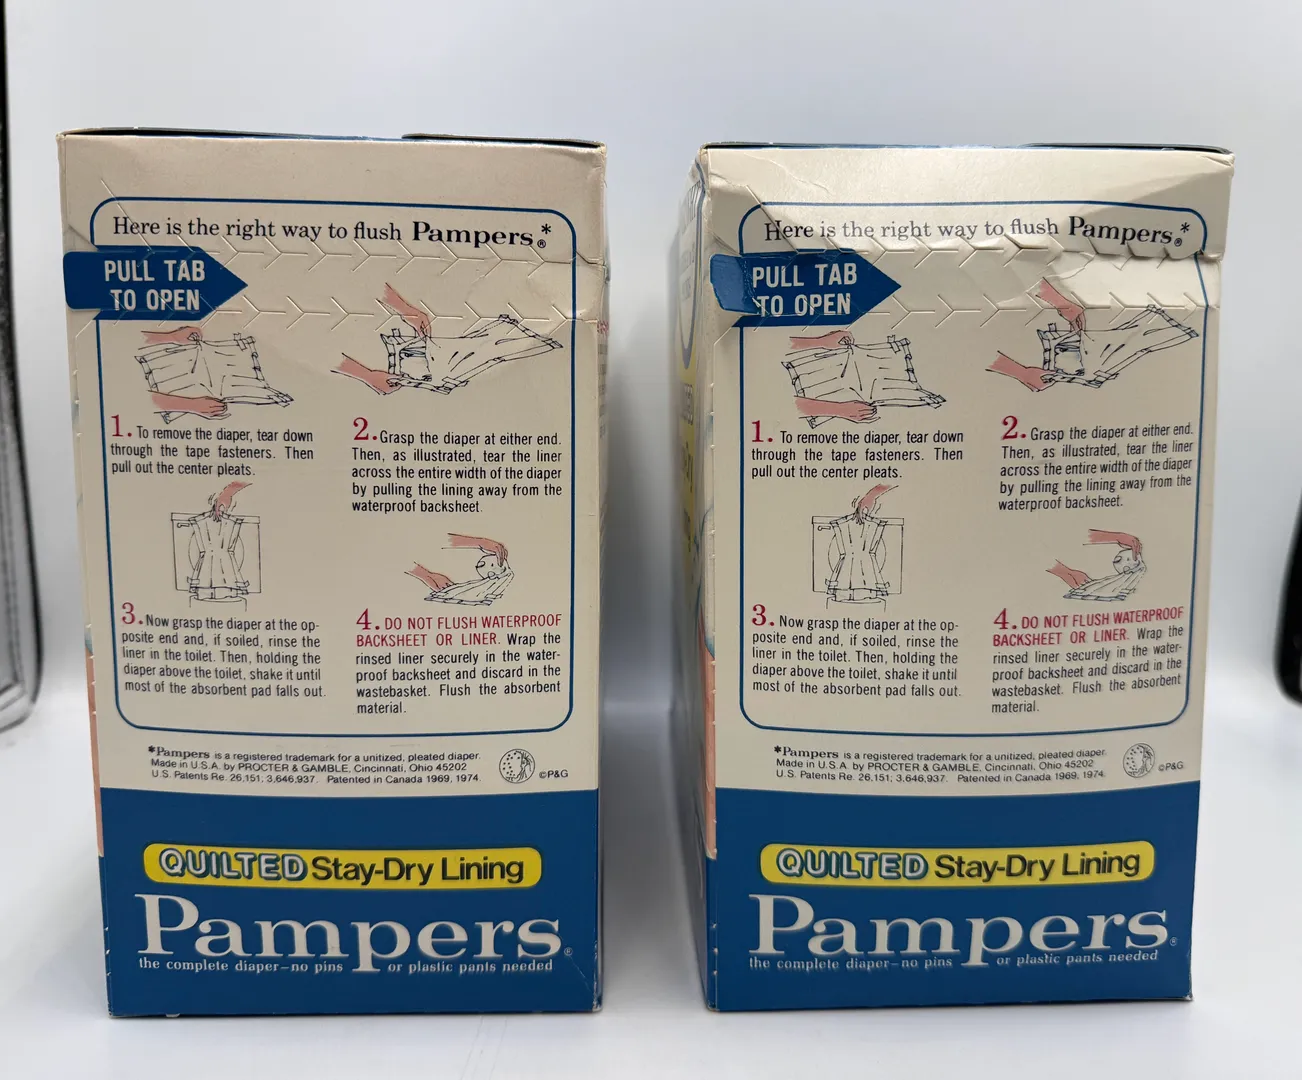 Here is the right way to flush Pampers.®*
PULL TAB
TO OPEN
1. To remove the diaper, tear down
through the tape fasteners. Then
pull out the center pleats.
2. Grasp the diaper at either end.
Then, as illustrated, tear the liner
across the entire width of the diaper
by pulling the lining away from the
waterproof backsheet.
3. Now grasp the diaper at the op-
posite end and, if soiled, rinse the
liner in the toilet. Then, holding the
diaper above the toilet, shake it until
most of the absorbent pad falls out.
4. DO NOT FLUSH WATERPROOF
BACKSHEET OR LINER. Wrap the
rinsed liner securely in the water-
proof backsheet and discard in the
wastebasket. Flush the absorbent
material.
*Pampers is a registered trademark for a unitized, pleated diaper.
Made in U.S.A. by PROCTER & GAMBLE, Cincinnati, Ohio 45202
U.S. Patents Re. 26,151; 3,646,937. Patented in Canada 1969, 1974.
©P&G
QUILTED Stay-Dry Lining
Pampers®
the complete diaper–no pins or plastic pants needed
Here is the right way to flush Pampers.®*
PULL TAB
TO OPEN
1. To remove the diaper, tear down
through the tape fasteners. Then
pull out the center pleats.
2. Grasp the diaper at either end.
Then, as illustrated, tear the liner
across the entire width of the diaper
by pulling the lining away from the
waterproof backsheet.
3. Now grasp the diaper at the op-
posite end and, if soiled, rinse the
liner in the toilet. Then, holding the
diaper above the toilet, shake it until
most of the absorbent pad falls out.
4. DO NOT FLUSH WATERPROOF
BACKSHEET OR LINER. Wrap the
rinsed liner securely in the water-
proof backsheet and discard in the
wastebasket. Flush the absorbent
material.
*Pampers is a registered trademark for a unitized, pleated diaper.
Made in U.S.A. by PROCTER & GAMBLE, Cincinnati, Ohio 45202
U.S. Patents Re. 26,151; 3,646,937. Patented in Canada 1969, 1974.
©P&G
QUILTED Stay-Dry Lining
Pampers®
the complete diaper–no pins or plastic pants needed